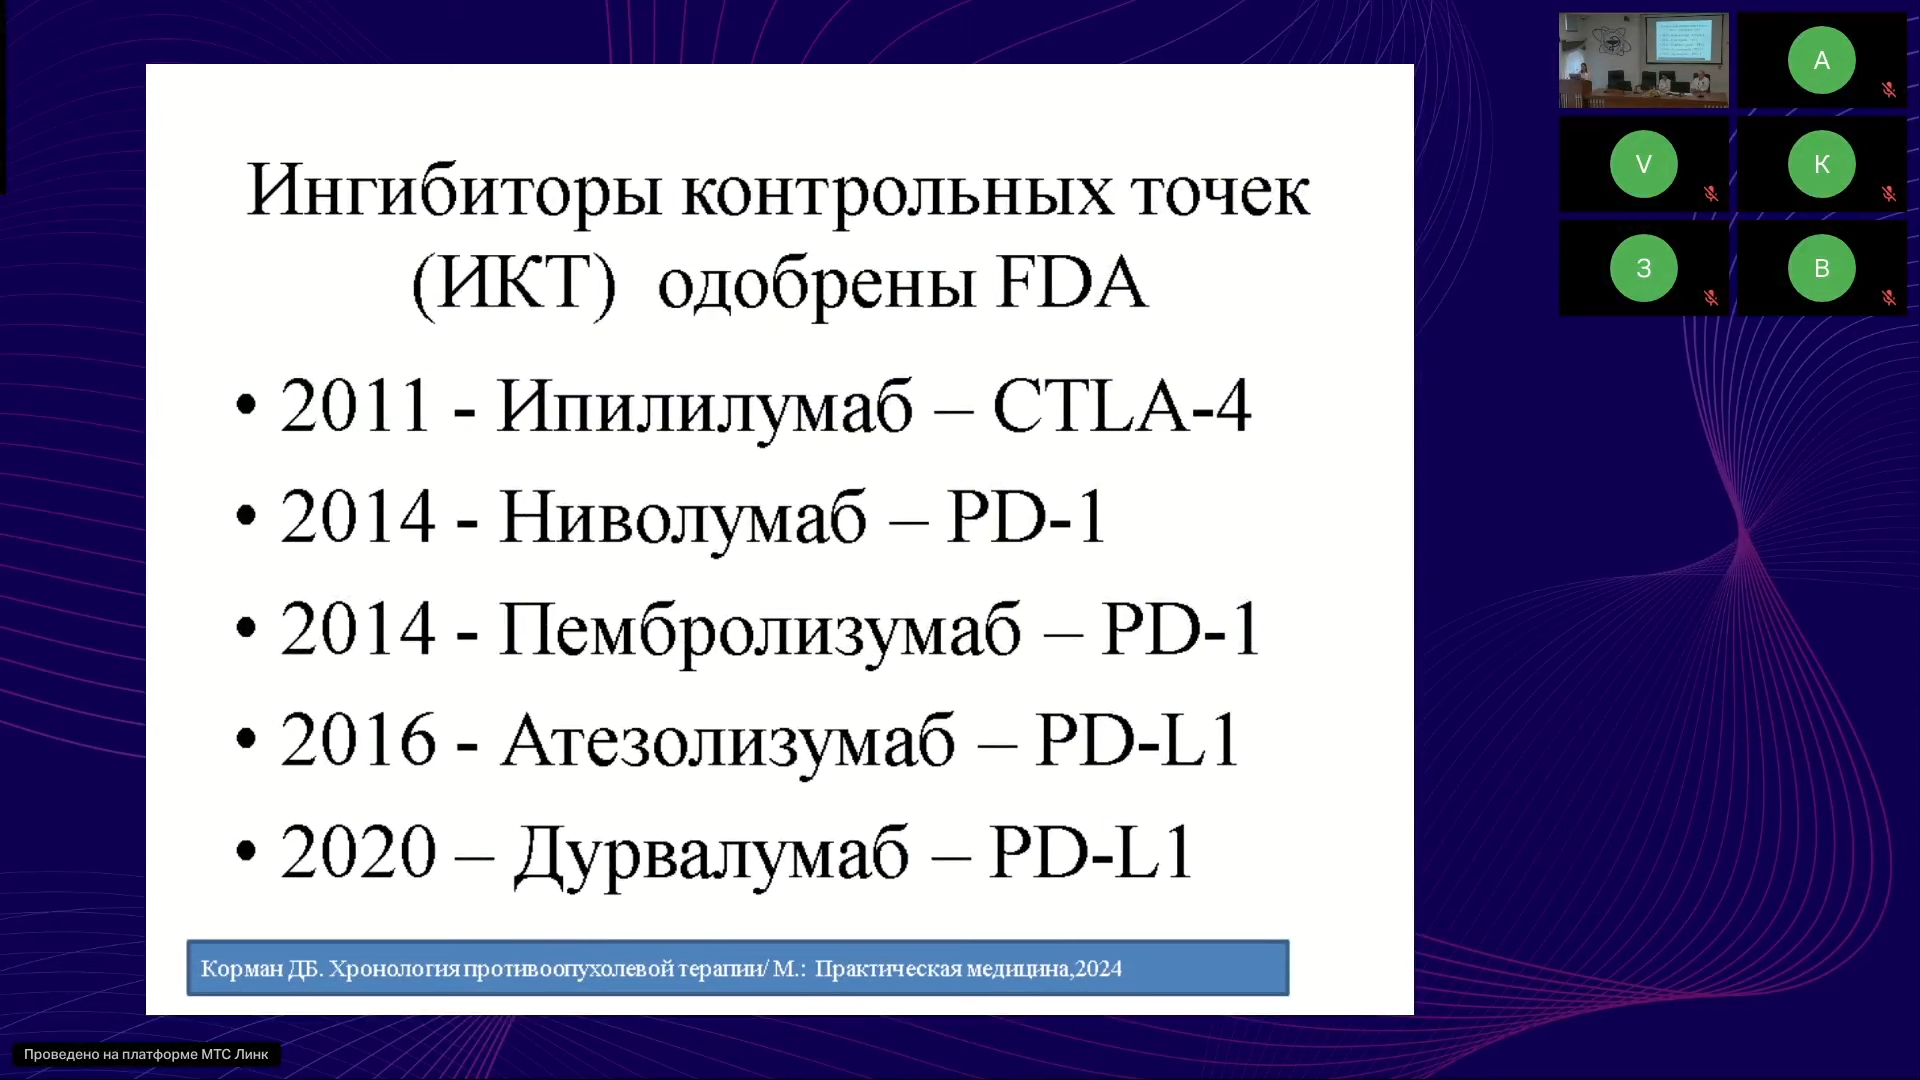 Ингибиторы контрольных точек
(ИКТ) одобрены FDA
• 2011 - Ипилилумаб – CTLA-4
• 2014 - Ниволумаб – PD-1
• 2014 - Пембролизумаб – PD-1
• 2016 - Атезолизумаб – PD-L1
• 2020 – Дурвалумаб – PD-L1
Корман ДБ. Хронология противоопухолевой терапии/ М.: Практическая медицина,2024
A
V
К
З
В
Проведено на платформе МТС Линк